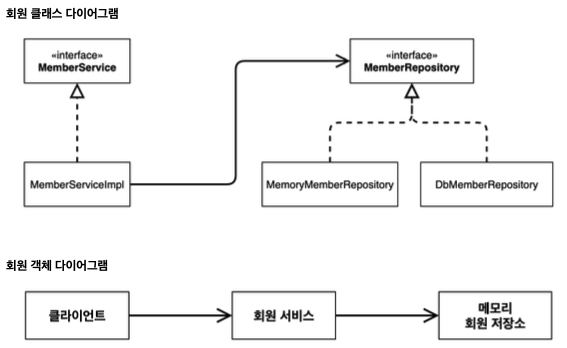 회원 클래스 다이어그램
«interface»
MemberService
«interface»
MemberRepository
MemberServiceImpl
MemoryMemberRepository
DbMemberRepository
회원 객체 다이어그램
클라이언트
회원 서비스
메모리
회원 저장소